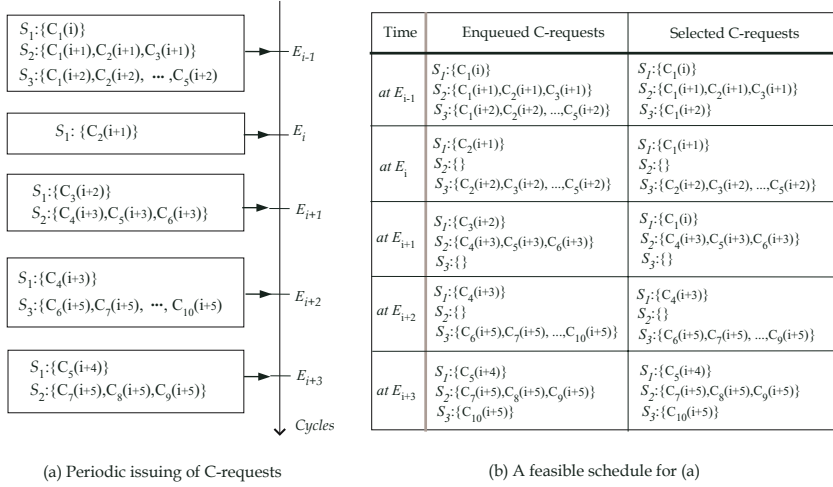 S1:{C1(i)}
S2:{C1(i+1),C2(i+1),C3(i+1)}
S3:{C1(i+2),C2(i+2), ···,C5(i+2)
Ei-1
S1: {C2(i+1)}
Ei
S1:{C3(i+2)}
S2:{C4(i+3),C5(i+3),C6(i+3)}
Ei+1
S1:{C4(i+3)}
S3:{C6(i+5),C7(i+5), ···, C10(i+5)
Ei+2
S1:{C5(i+4)}
S2:{C7(i+5),C8(i+5),C9(i+5)}
Ei+3
Cycles
(a) Periodic issuing of C-requests
Time Enqueued C-requests Selected C-requests
at Ei-1
S1:{C1(i)}
S2:{C1(i+1),C2(i+1),C3(i+1)}
S3:{C1(i+2),C2(i+2), ...,C5(i+2)}
S1:{C1(i)}
S2:{C1(i+1),C2(i+1),C3(i+1)}
S3:{C1(i+2)}
at Ei
S1:{C2(i+1)}
S2:{}
S3:{C2(i+2),C3(i+2), ...,C5(i+2)}
S1:{C1(i+1)}
S2:{}
S3:{C2(i+2),C3(i+2), ...,C5(i+2)}
at Ei+1
S1:{C3(i+2)}
S2:{C4(i+3),C5(i+3),C6(i+3)}
S3:{}
S1:{C1(i)}
S2:{C4(i+3),C5(i+3),C6(i+3)}
S3:{}
at Ei+2
S1:{C4(i+3)}
S2:{}
S3:{C6(i+5),C7(i+5), ...,C10(i+5)}
S1:{C4(i+3)}
S2:{}
S3:{C6(i+5),C7(i+5), ...,C9(i+5)}
at Ei+3
S1:{C5(i+4)}
S2:{C7(i+5),C8(i+5),C9(i+5)}
S3:{C10(i+5)}
S1:{C5(i+4)}
S2:{C7(i+5),C8(i+5),C9(i+5)}
S3:{C10(i+5)}
(b) A feasible schedule for (a)